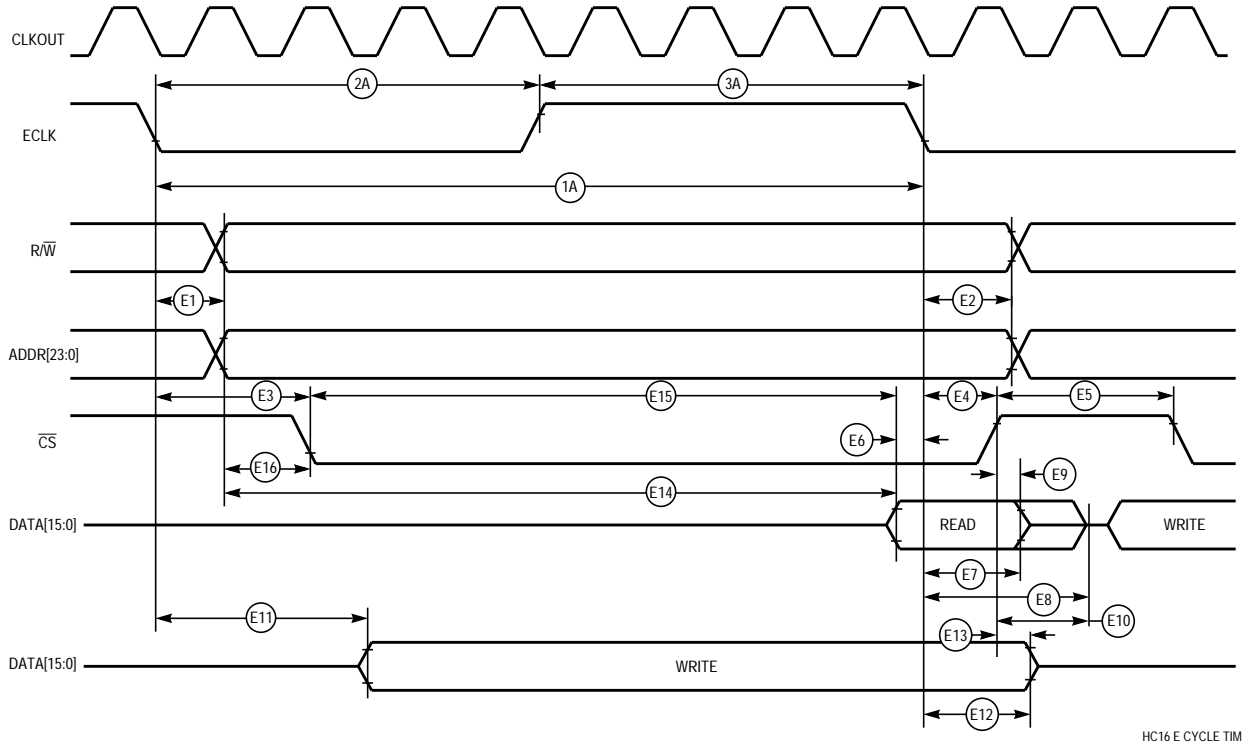 CLKOUT
2A
3A
ECLK
1A
R/W̅
E1
E2
ADDR[23:0]
E3
E15
E4
E5
C̅S̅
E6
E16
E9
E14
DATA[15:0]
READ
WRITE
E7
E8
E11
E10
E13
DATA[15:0]
WRITE
E12
HC16 E CYCLE TIM